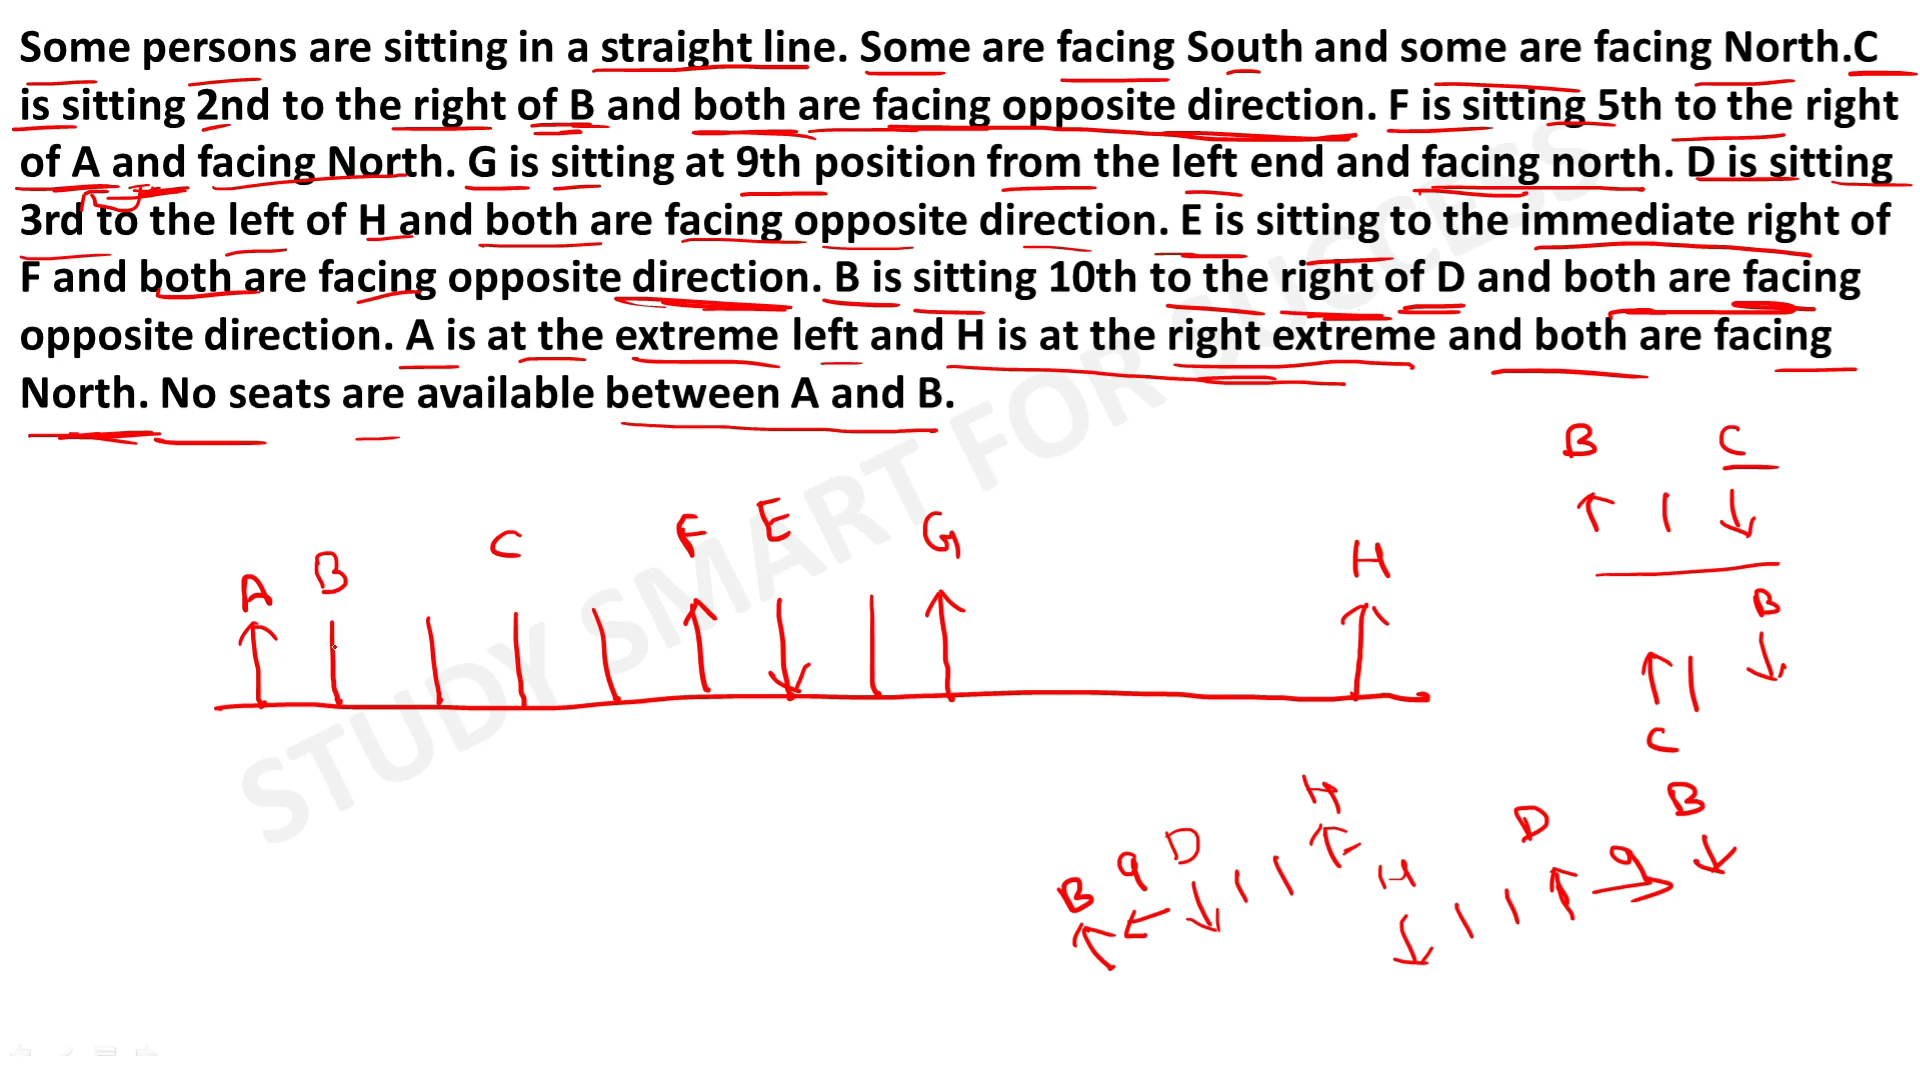 Some persons are sitting in a straight line. Some are facing South and some are facing North.C
is sitting 2nd to the right of B and both are facing opposite direction. F is sitting 5th to the right
of A and facing North. G is sitting at 9th position from the left end and facing north. D is sitting
3rd to the left of H and both are facing opposite direction. E is sitting to the immediate right of
F and both are facing opposite direction. B is sitting 10th to the right of D and both are facing
opposite direction. A is at the extreme left and H is at the right extreme and both are facing
North. No seats are available between A and B.
B C
A B C F E G H
B
C
B 9 D H
H D 9 B
STUDY SMART FOR SUCCESS